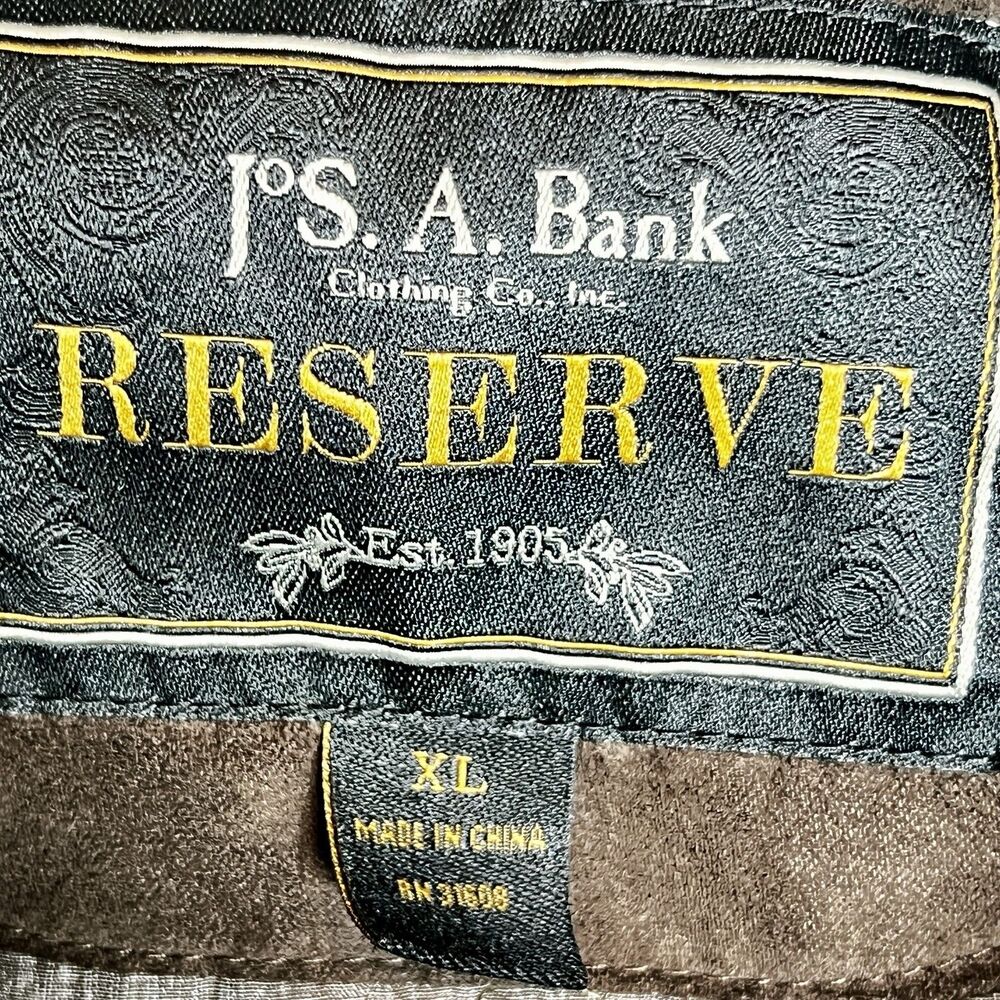 JoS. A. Bank
Clothing Co., Inc.
RESERVE
Est. 1905
XL
MADE IN CHINA
RN 31608